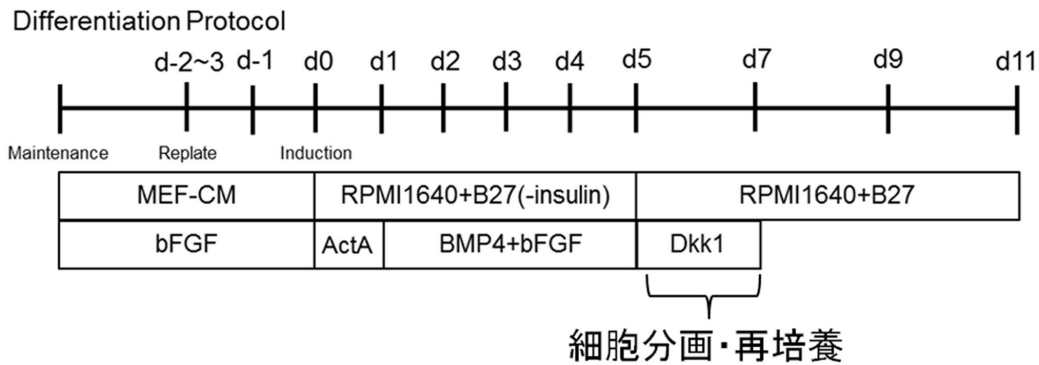 Differentiation Protocol
d-2~3 d-1 d0 d1 d2 d3 d4 d5 d7 d9 d11
Maintenance Replate Induction
MEF-CM RPMI1640+B27(-insulin) RPMI1640+B27
bFGF ActA BMP4+bFGF Dkk1
細胞分画・再培養